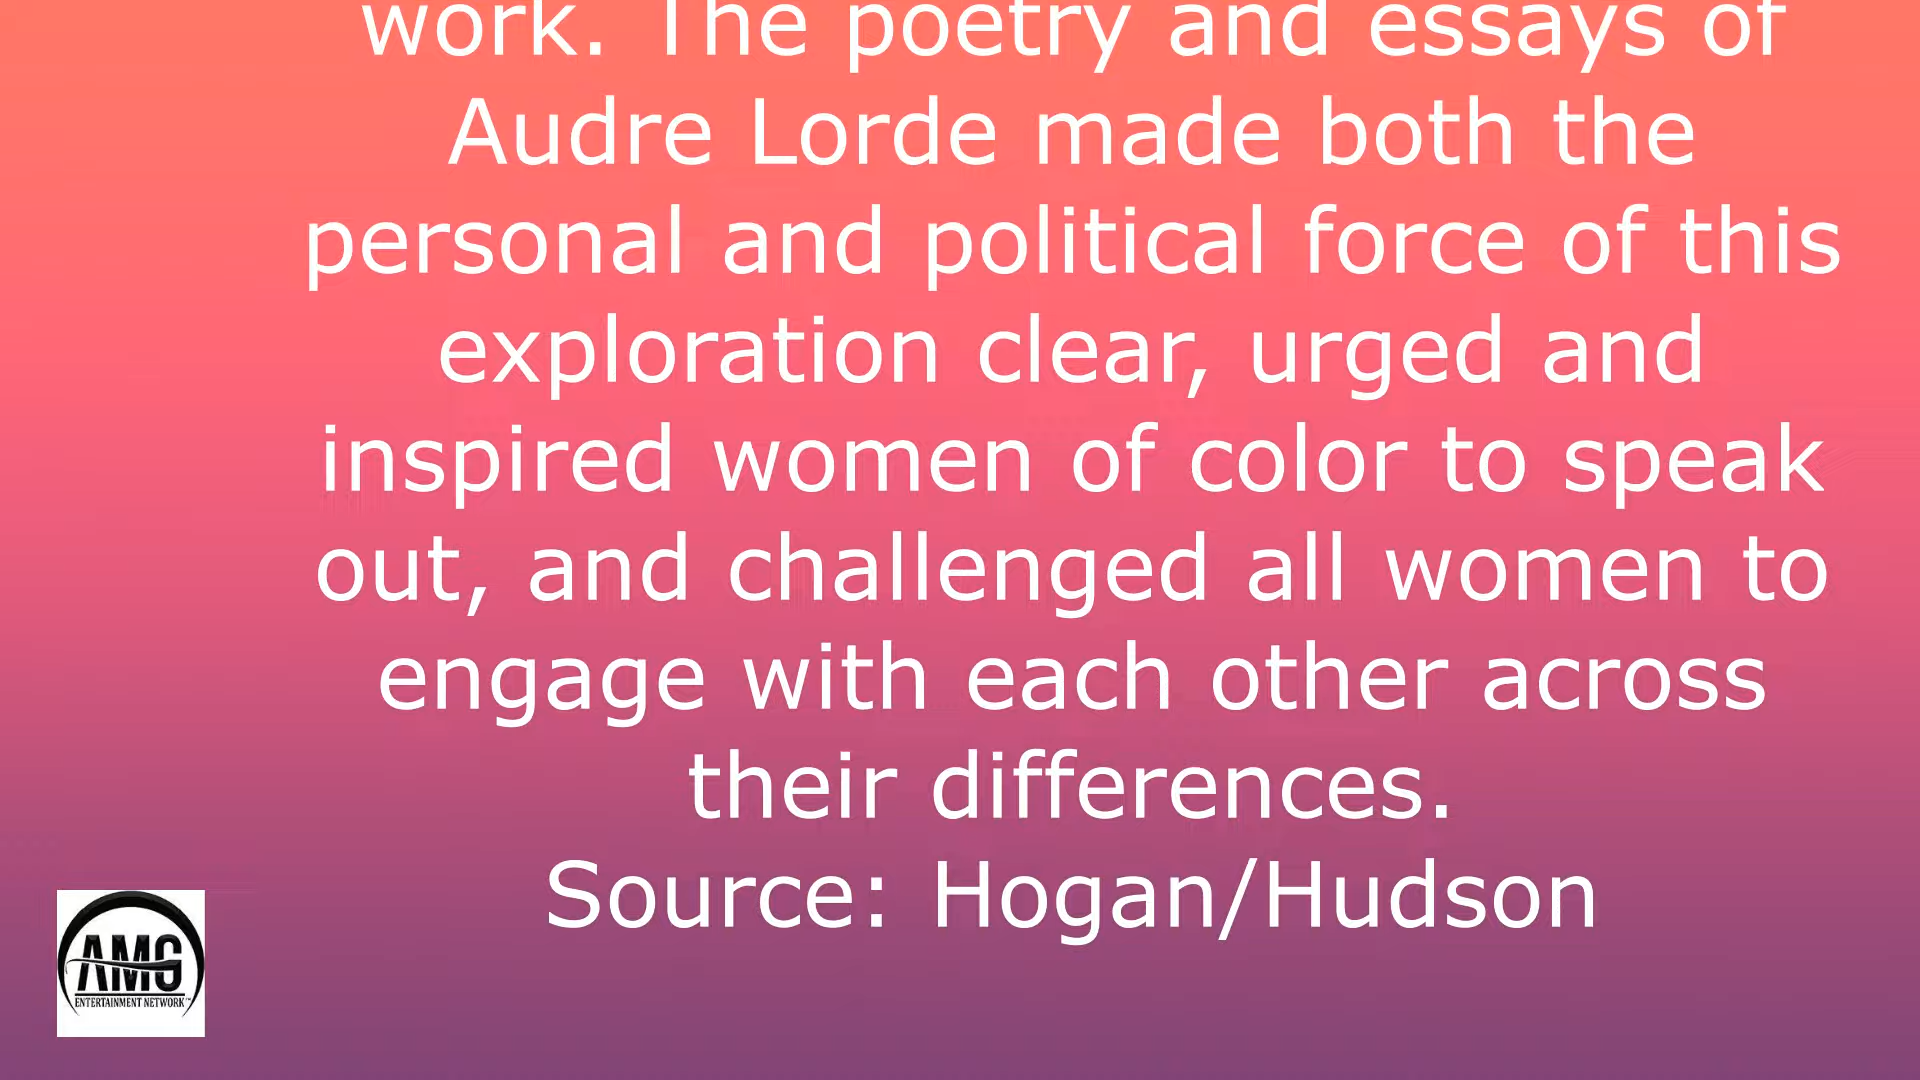 work. The poetry and essays of
Audre Lorde made both the
personal and political force of this
exploration clear, urged and
inspired women of color to speak
out, and challenged all women to
engage with each other across
their differences.
Source: Hogan/Hudson
AMG
ENTERTAINMENT NETWORK™